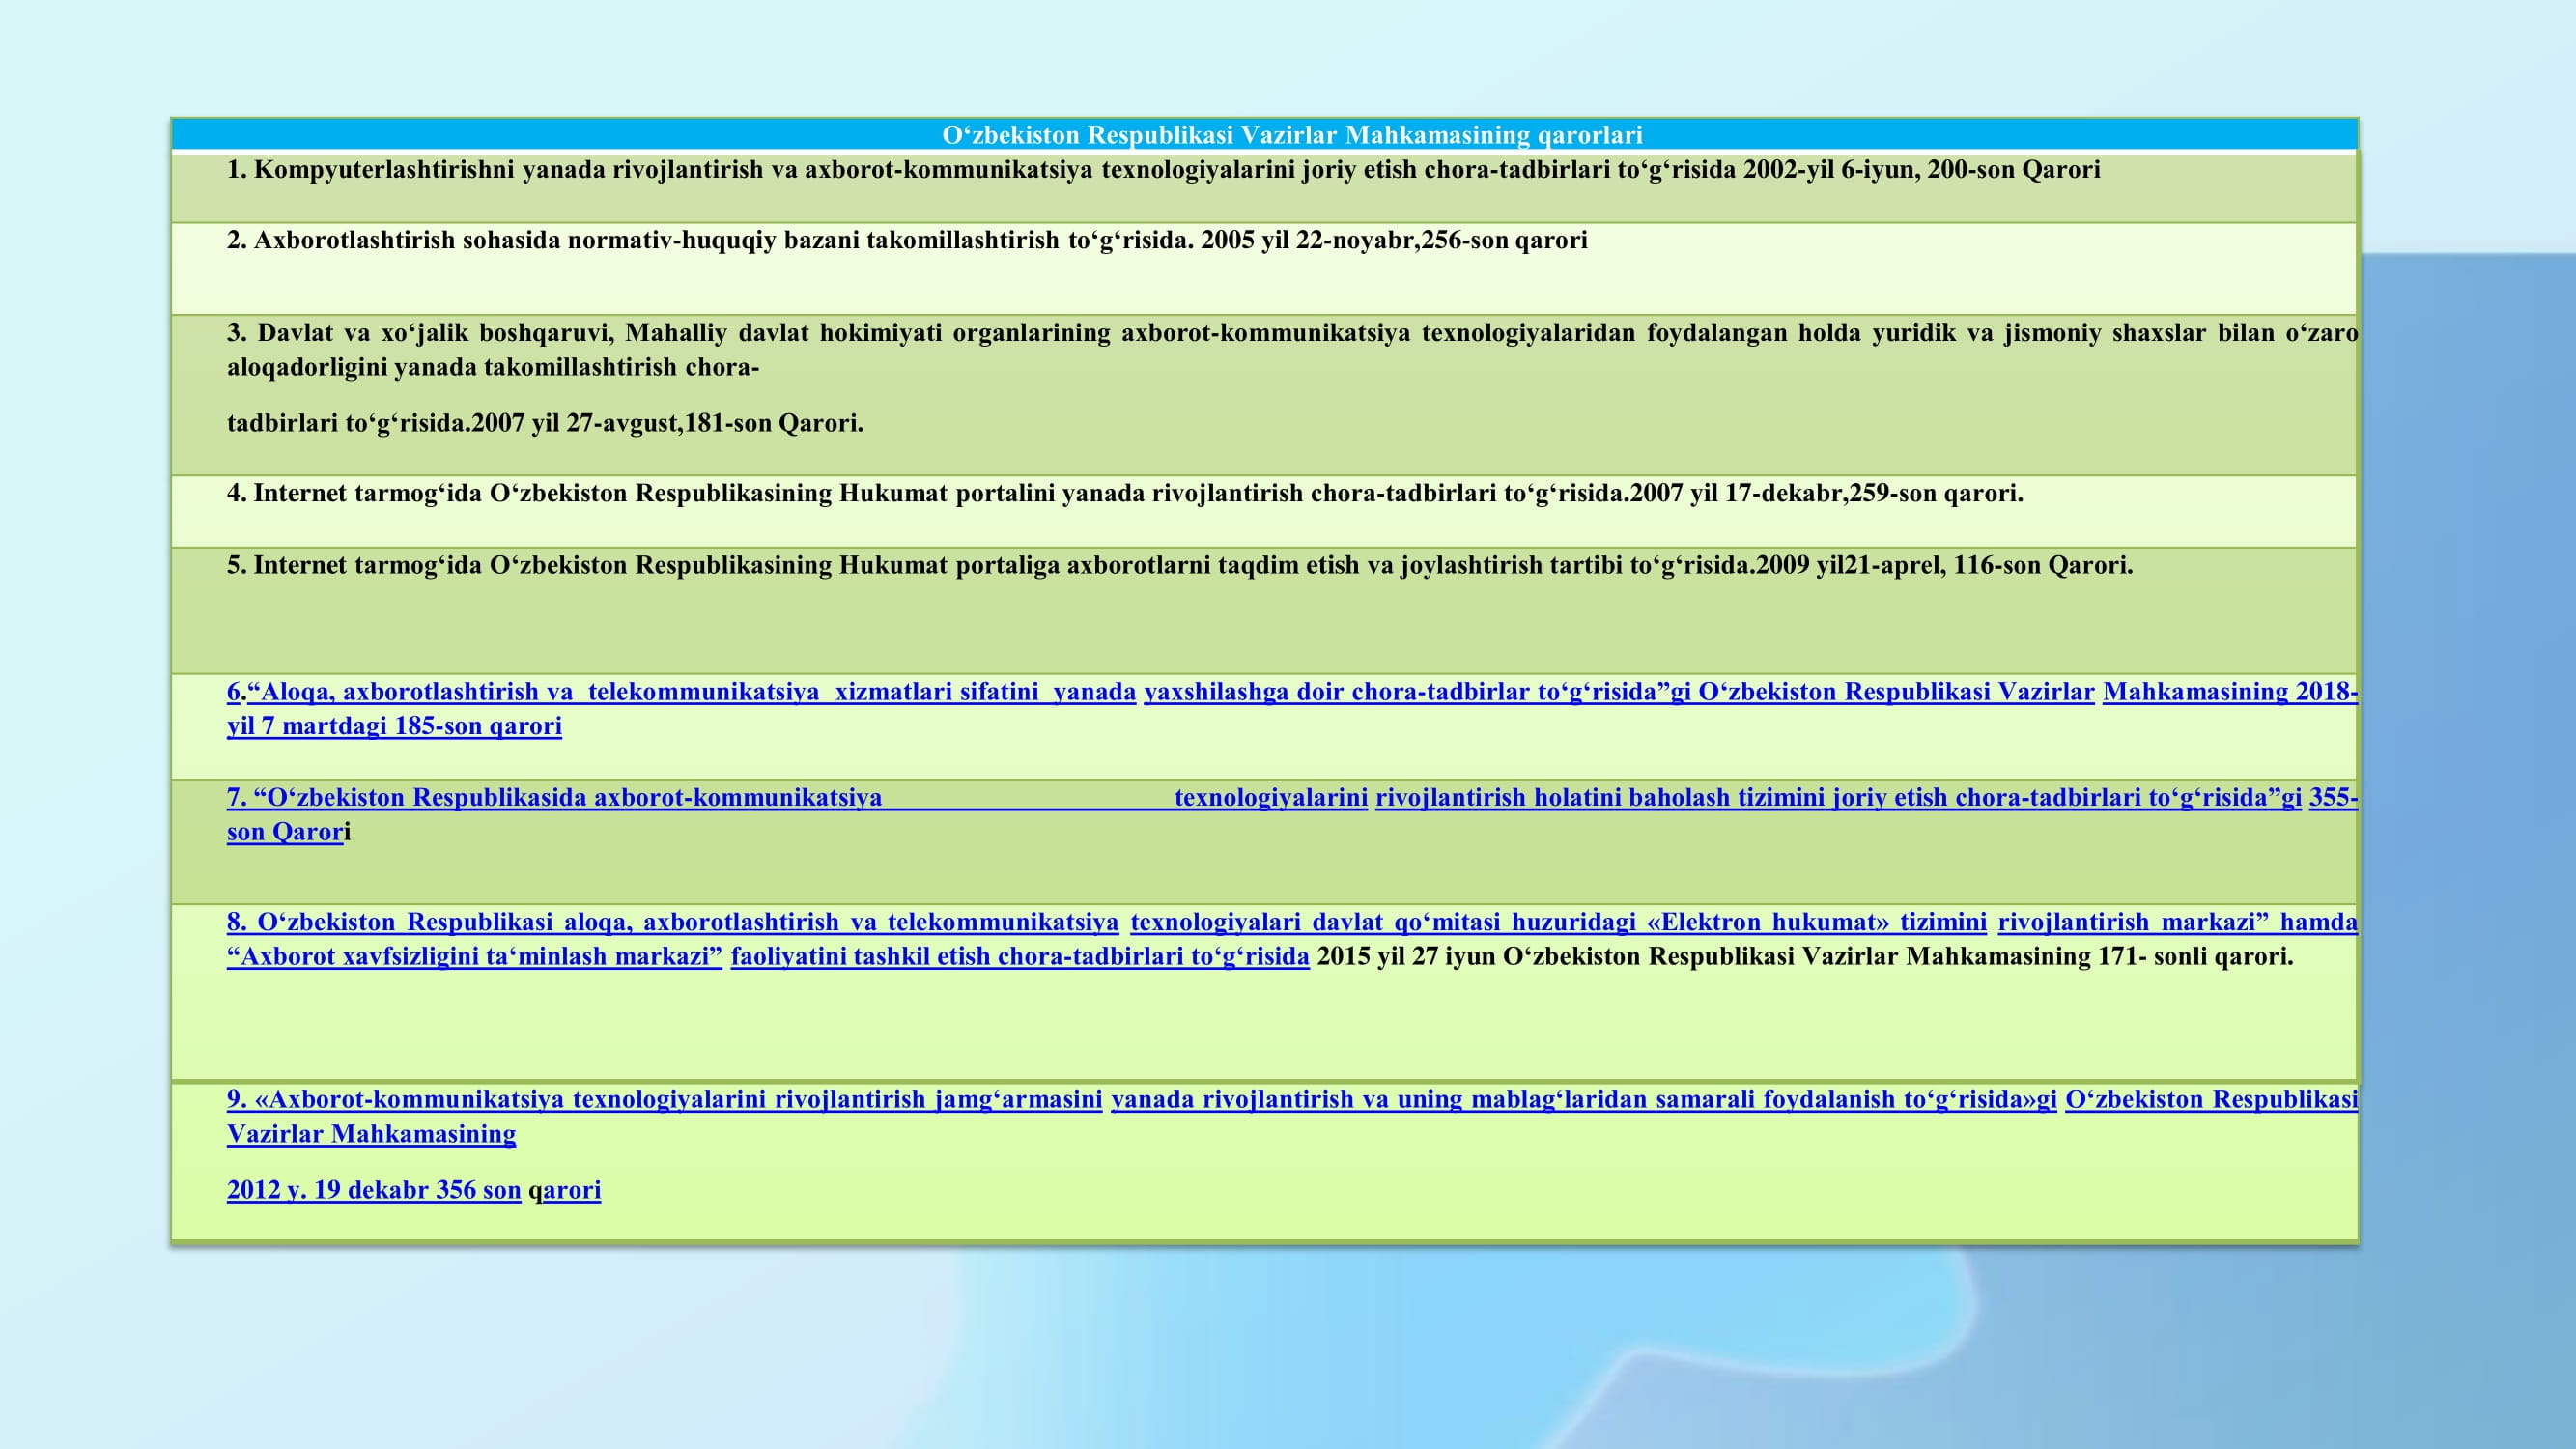 O‘zbekiston Respublikasi Vazirlar Mahkamasining qarorlari
1. Kompyuterlashtirishni yanada rivojlantirish va axborot-kommunikatsiya texnologiyalarini joriy etish chora-tadbirlari to‘g‘risida 2002-yil 6-iyun, 200-son Qarori
2. Axborotlashtirish sohasida normativ-huquqiy bazani takomillashtirish to‘g‘risida. 2005 yil 22-noyabr,256-son qarori
3. Davlat va xo‘jalik boshqaruvi, Mahalliy davlat hokimiyati organlarining axborot-kommunikatsiya texnologiyalaridan foydalangan holda yuridik va jismoniy shaxslar bilan o‘zaro
aloqadorligini yanada takomillashtirish chora-
tadbirlari to‘g‘risida.2007 yil 27-avgust,181-son Qarori.
4. Internet tarmog‘ida O‘zbekiston Respublikasining Hukumat portalini yanada rivojlantirish chora-tadbirlari to‘g‘risida.2007 yil 17-dekabr,259-son qarori.
5. Internet tarmog‘ida O‘zbekiston Respublikasining Hukumat portaliga axborotlarni taqdim etish va joylashtirish tartibi to‘g‘risida.2009 yil21-aprel, 116-son Qarori.
6.“Aloqa, axborotlashtirish va telekommunikatsiya xizmatlari sifatini yanada yaxshilashga doir chora-tadbirlar to‘g‘risida”gi O‘zbekiston Respublikasi Vazirlar Mahkamasining 2018-
yil 7 martdagi 185-son qarori
7. “O‘zbekiston Respublikasida axborot-kommunikatsiya texnologiyalarini rivojlantirish holatini baholash tizimini joriy etish chora-tadbirlari to‘g‘risida”gi 355-
son Qarori
8. O‘zbekiston Respublikasi aloqa, axborotlashtirish va telekommunikatsiya texnologiyalari davlat qo‘mitasi huzuridagi «Elektron hukumat» tizimini rivojlantirish markazi” hamda
“Axborot xavfsizligini ta‘minlash markazi” faoliyatini tashkil etish chora-tadbirlari to‘g‘risida 2015 yil 27 iyun O‘zbekiston Respublikasi Vazirlar Mahkamasining 171- sonli qarori.
9. «Axborot-kommunikatsiya texnologiyalarini rivojlantirish jamg‘armasini yanada rivojlantirish va uning mablag‘laridan samarali foydalanish to‘g‘risida»gi O‘zbekiston Respublikasi
Vazirlar Mahkamasining
2012 y. 19 dekabr 356 son qarori